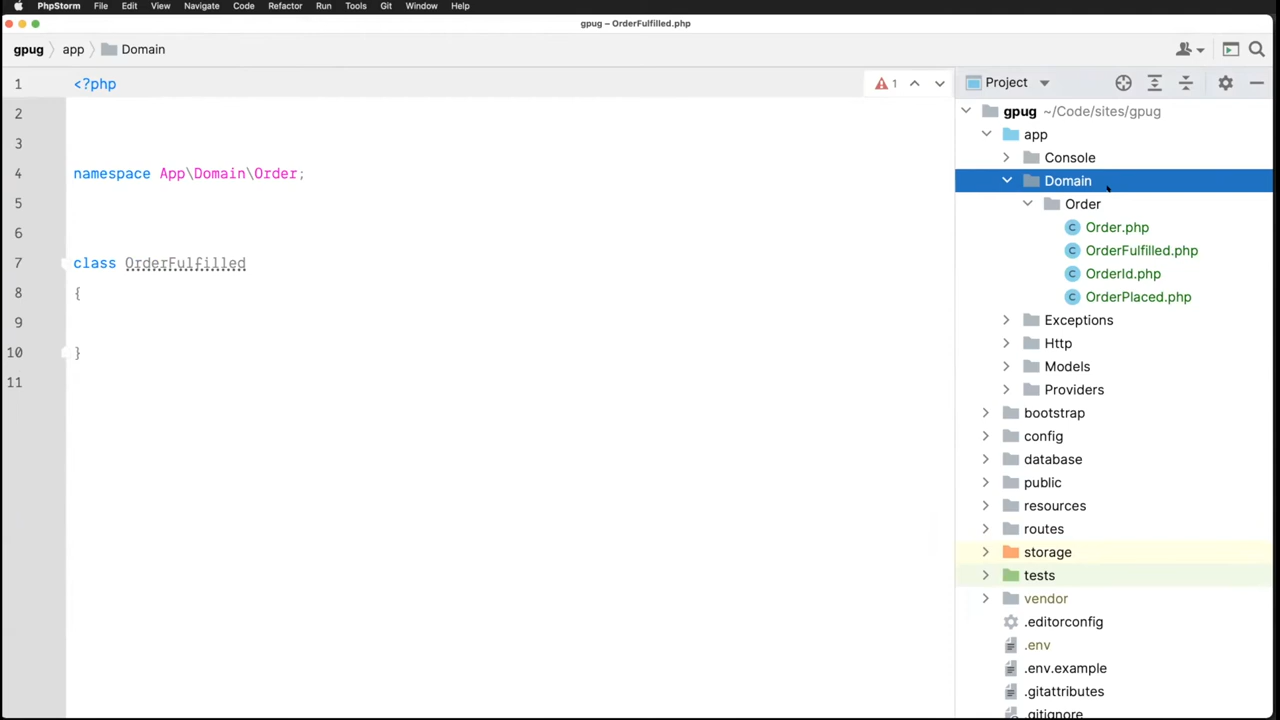 PhpStorm File Edit View Navigate Code Refactor Run Tools Git Window Help
gpug – OrderFulfilled.php
gpug app Domain
1 <?php
2
3
4 namespace App\Domain\Order;
5
6
7 class OrderFulfilled
8 {
9
10 }
11
1
Project
gpug ~/Code/sites/gpug
app
Console
Domain
Order
Order.php
OrderFulfilled.php
OrderId.php
OrderPlaced.php
Exceptions
Http
Models
Providers
bootstrap
config
database
public
resources
routes
storage
tests
vendor
.editorconfig
.env
.env.example
.gitattributes
.gitignore